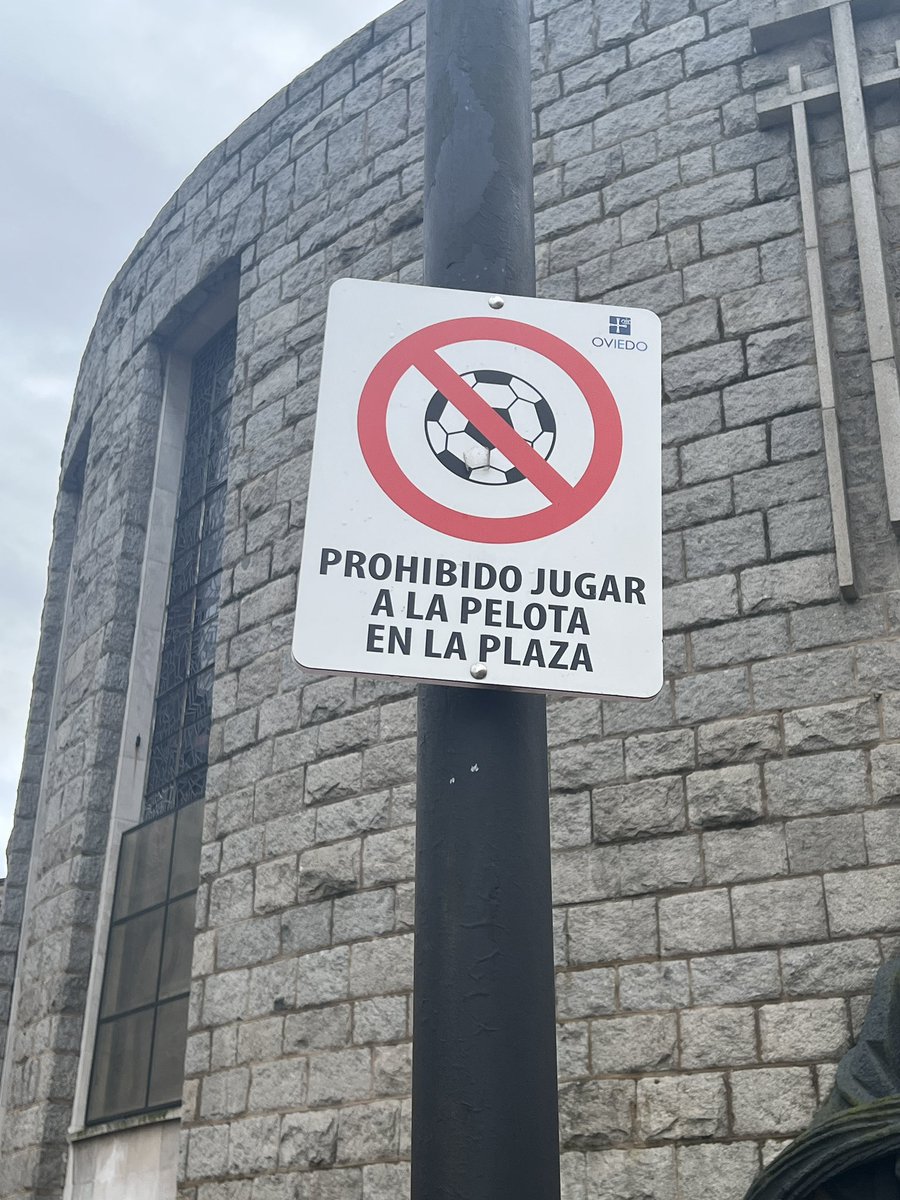 OVIEDO
PROHIBIDO JUGAR
A LA PELOTA
EN LA PLAZA